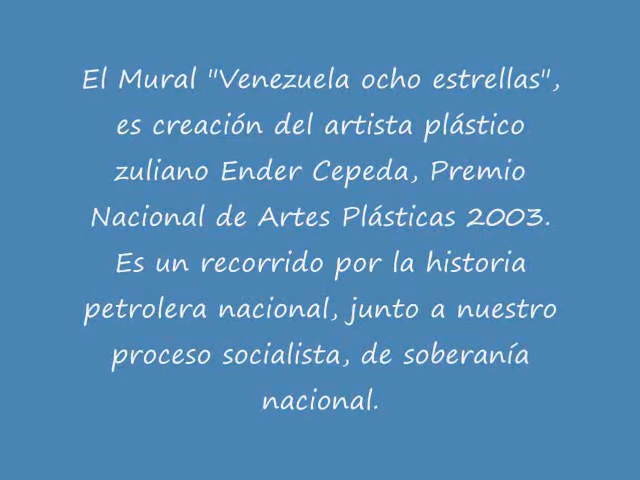 El Mural "Venezuela ocho estrellas",
es creación del artista plástico
zuliano Ender Cepeda, Premio
Nacional de Artes Plásticas 2003.
Es un recorrido por la historia
petrolera nacional, junto a nuestro
proceso socialista, de soberanía
nacional.